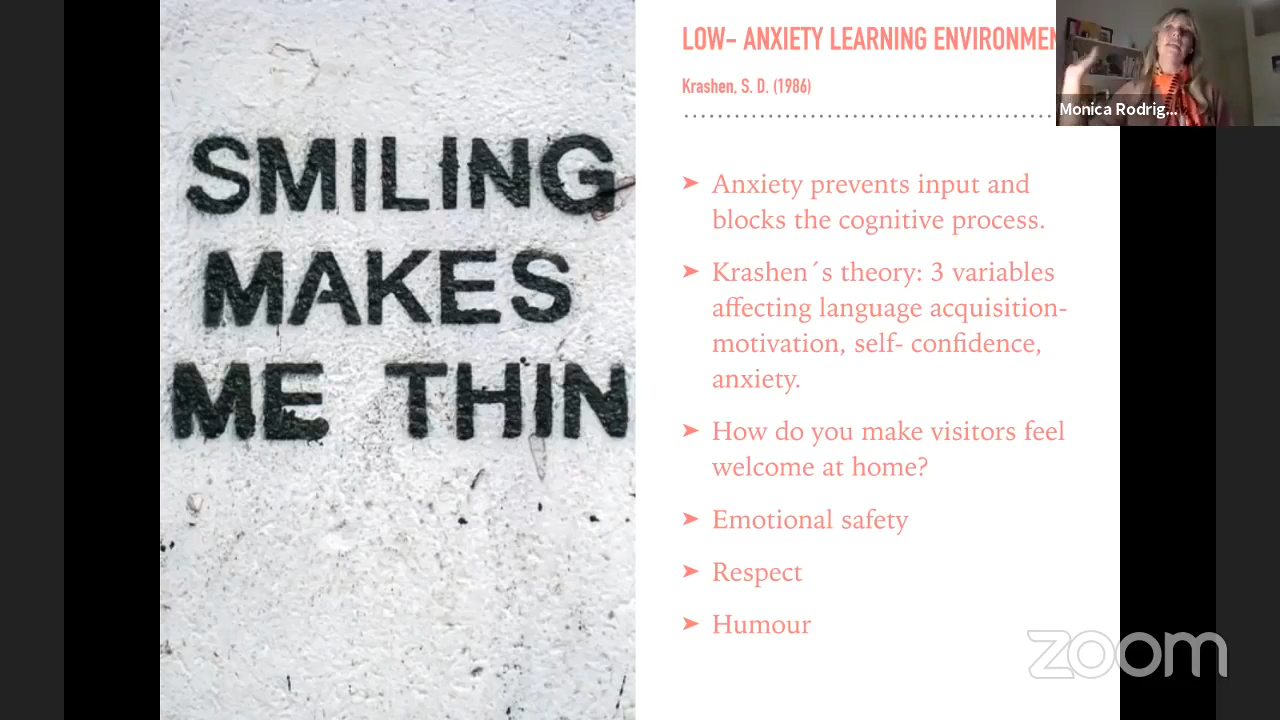 SMILING
MAKES
ME THIN
LOW- ANXIETY LEARNING
Krashen, S. D. (1986)
➤ Anxiety prevents input and
blocks the cognitive process.
➤ Krashen´s theory: 3 variables
affecting language acquisition-
motivation, self- confidence,
anxiety.
➤ How do you make visitors feel
welcome at home?
➤ Emotional safety
➤ Respect
➤ Humour
Monica
zoom